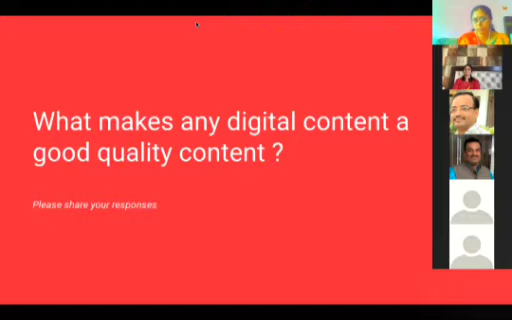 What makes any digital content a
good quality content ?
Please share your responses